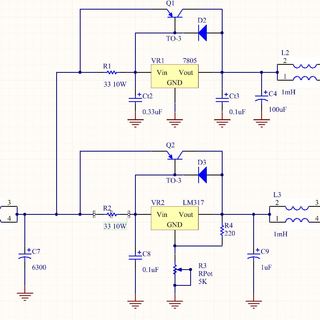 Q1
D2
TO-3
R1
33 10W
VR1 7805
Vin Vout
GND
Ct2
0.33uF
Ct3
0.1uF
C4
100uF
L2
2
1
1mH
Q2
D3
TO-3
R2
33 10W
VR2 LM317
Vin Vout
GND
R4
220
L3
2
1
1mH
3
4
C7
6300
C8
0.1uF
R3
RPot
5K
C9
1uF